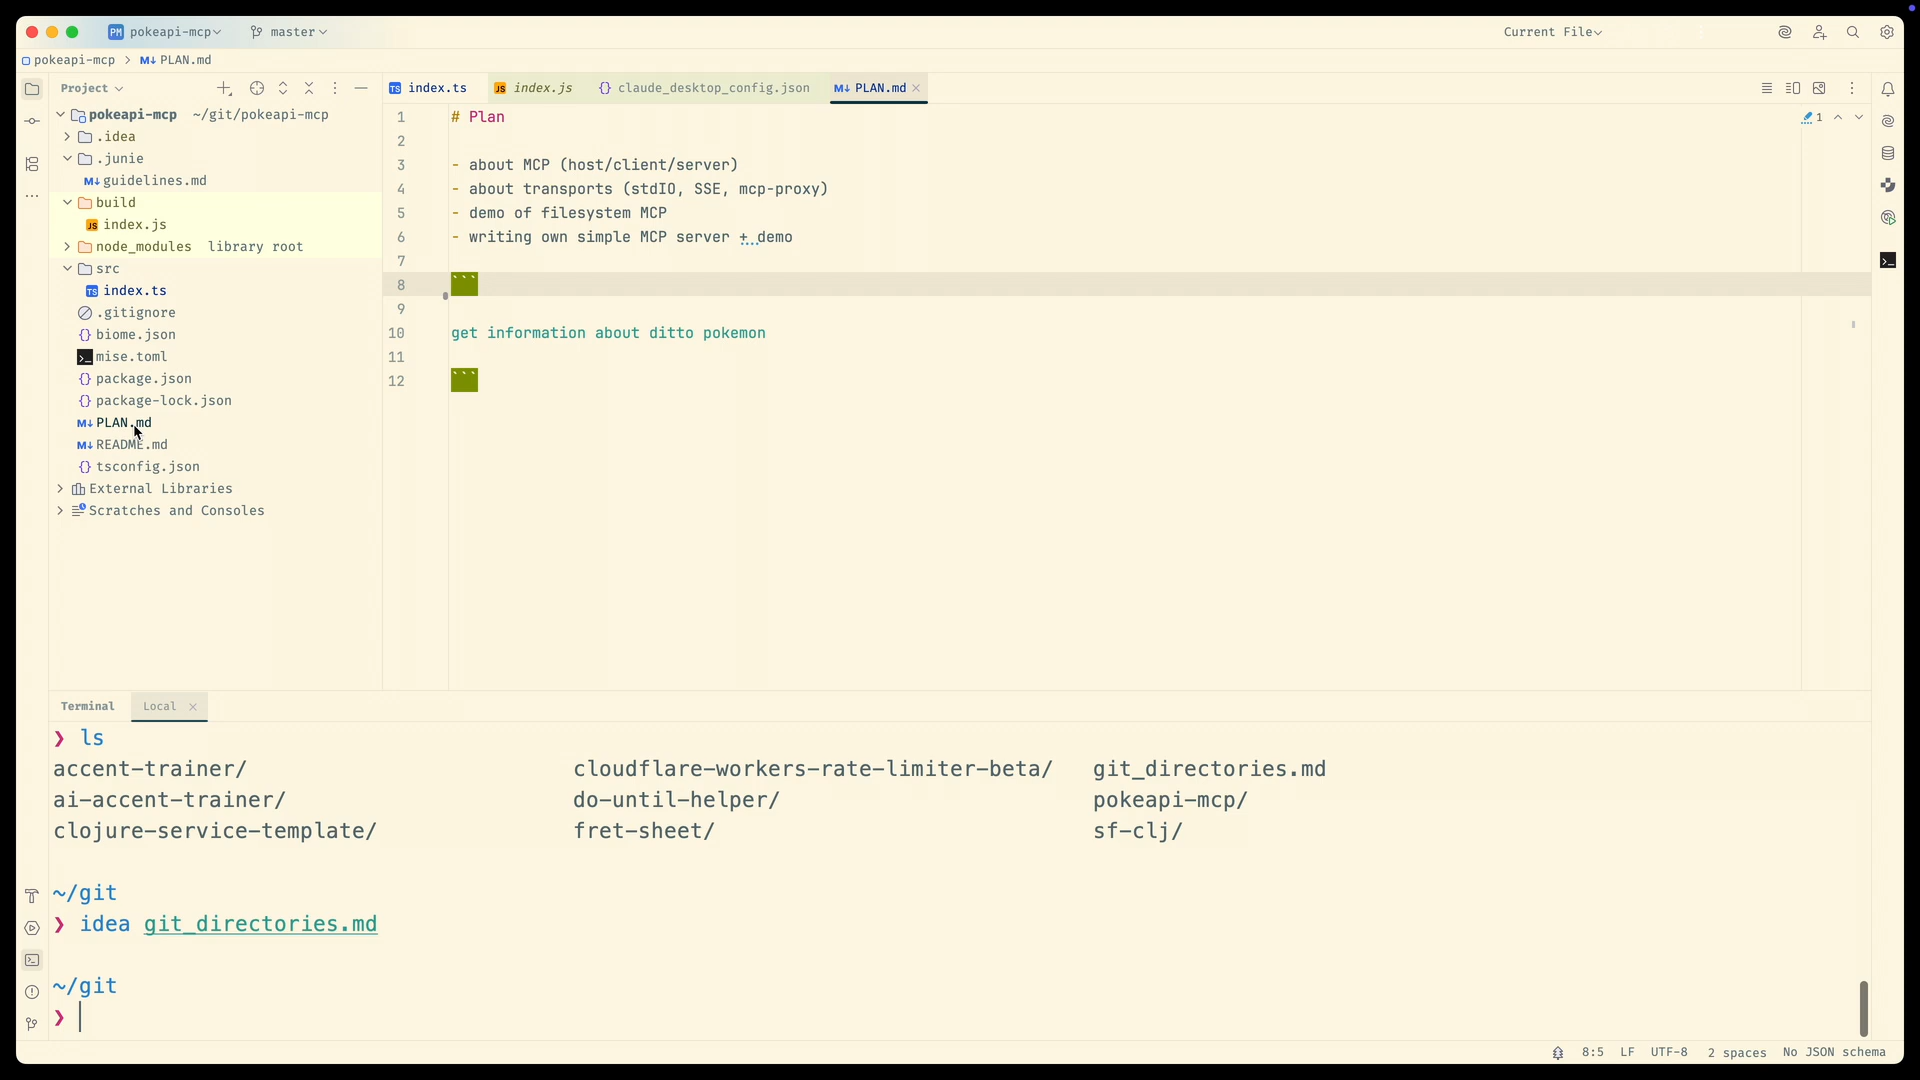 PM pokeapi-mcp master Current File
pokeapi-mcp > M↓ PLAN.md
Project
index.ts
JS index.js
{} claude_desktop_config.json
M↓ PLAN.md
pokeapi-mcp ~/git/pokeapi-mcp
.idea
.junie
M↓ guidelines.md
build
JS index.js
node_modules library root
src
TS index.ts
.gitignore
{} biome.json
mise.toml
{} package.json
{} package-lock.json
M↓ PLAN.md
M↓ README.md
{} tsconfig.json
External Libraries
Scratches and Consoles
1 # Plan
2
3 - about MCP (host/client/server)
4 - about transports (stdIO, SSE, mcp-proxy)
5 - demo of filesystem MCP
6 - writing own simple MCP server + demo
7
8 ```
9
10 get information about ditto pokemon
11
12 ```
1
Terminal Local
❯ ls
accent-trainer/ cloudflare-workers-rate-limiter-beta/ git_directories.md
ai-accent-trainer/ do-until-helper/ pokeapi-mcp/
clojure-service-template/ fret-sheet/ sf-clj/
~/git
❯ idea git_directories.md
~/git
❯
8:5 LF UTF-8 2 spaces No JSON schema